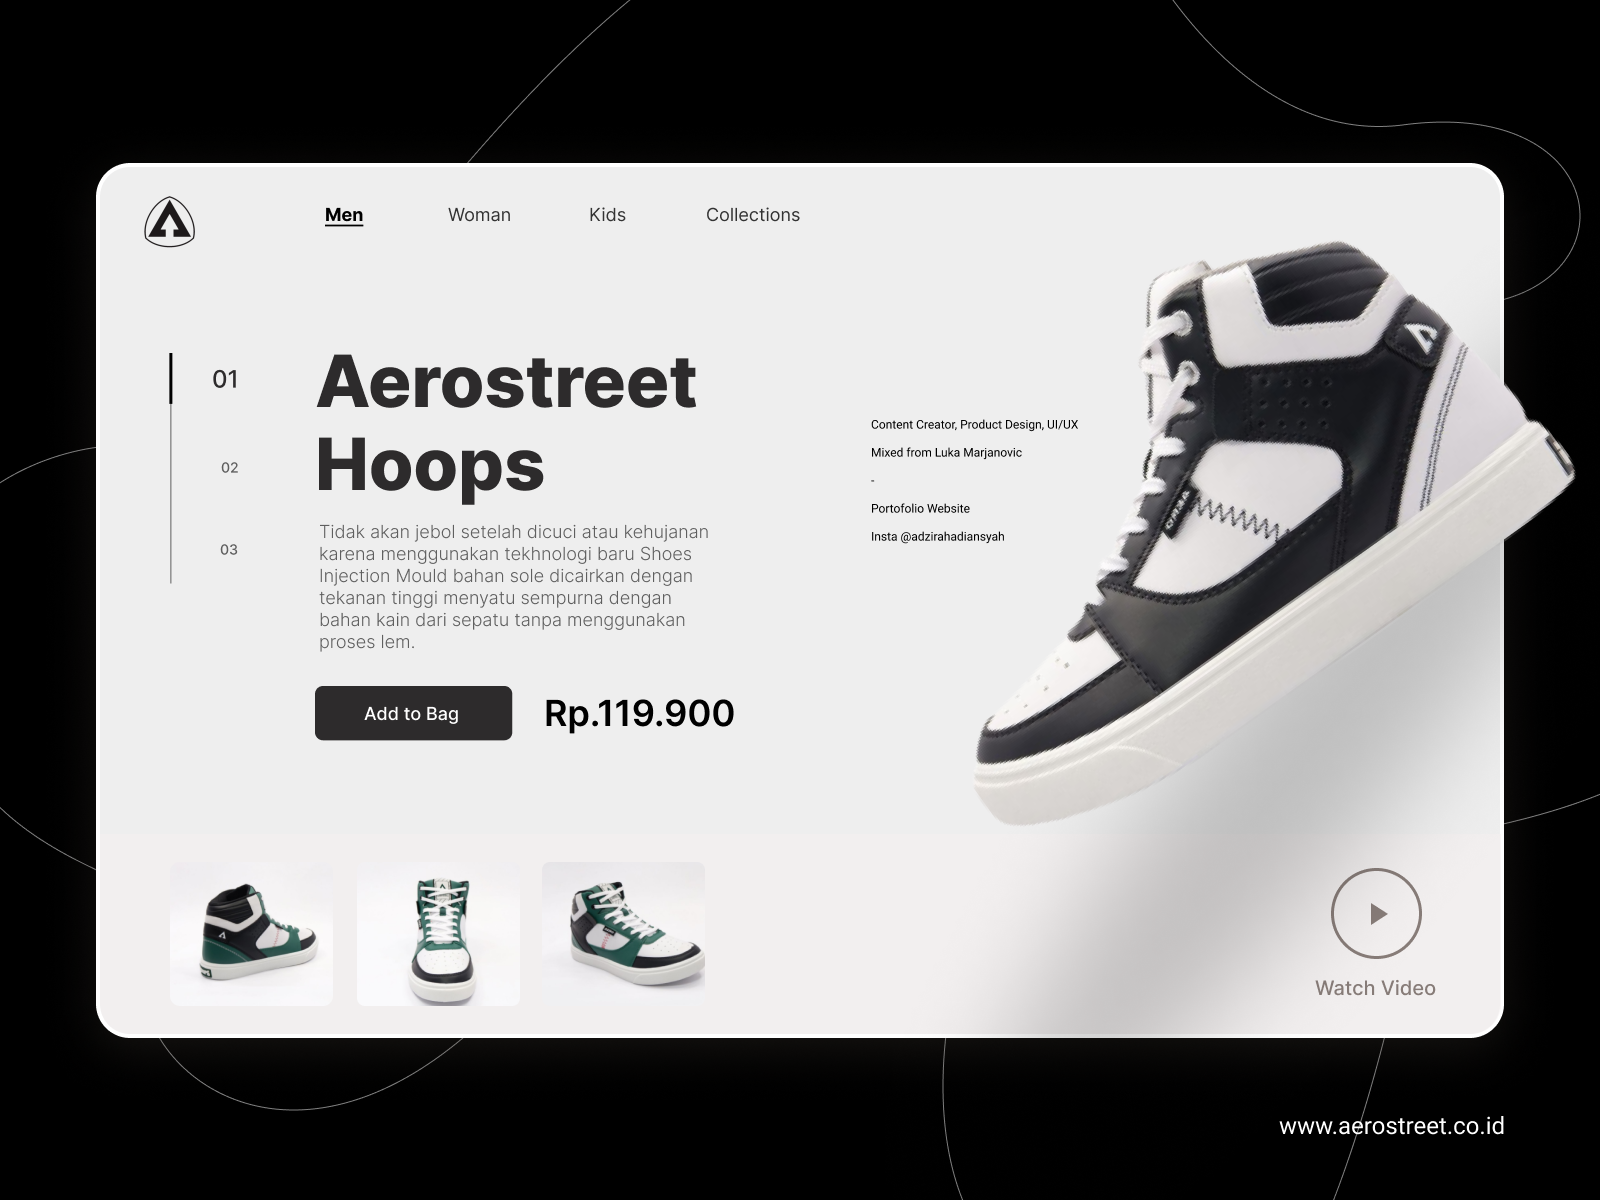 Men
Woman
Kids
Collections
01
02
03
Aerostreet
Hoops
Tidak akan jebol setelah dicuci atau kehujanan
karena menggunakan tekhnologi baru Shoes
Injection Mould bahan sole dicairkan dengan
tekanan tinggi menyatu sempurna dengan
bahan kain dari sepatu tanpa menggunakan
proses lem.
Add to Bag
Rp.119.900
Content Creator, Product Design, UI/UX
Mixed from Luka Marjanovic
-
Portofolio Website
Insta @adzirahadiansyah
Watch Video
www.aerostreet.co.id